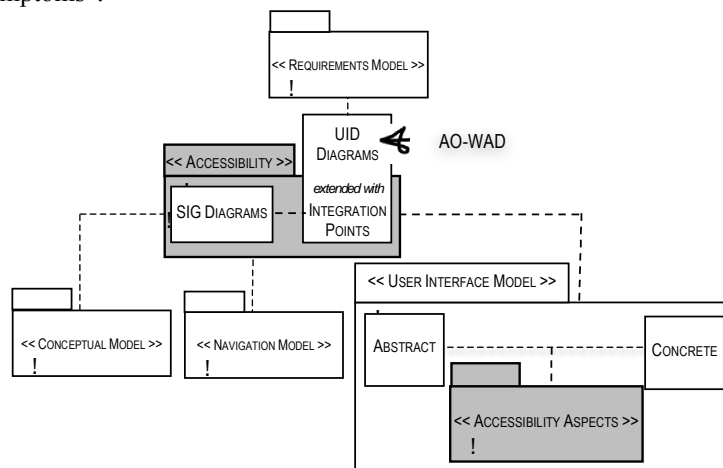 mptoms .
<< REQUIREMENTS MODEL >>
!
UID
DIAGRAMS
AO-WAD
<< ACCESSIBILITY >>
extended with
SIG DIAGRAMS
INTEGRATION
POINTS
!
<< USER INTERFACE MODEL >>
<< CONCEPTUAL MODEL >>
!
<< NAVIGATION MODEL >>
!
ABSTRACT
CONCRETE
<< ACCESSIBILITY ASPECTS >>
!